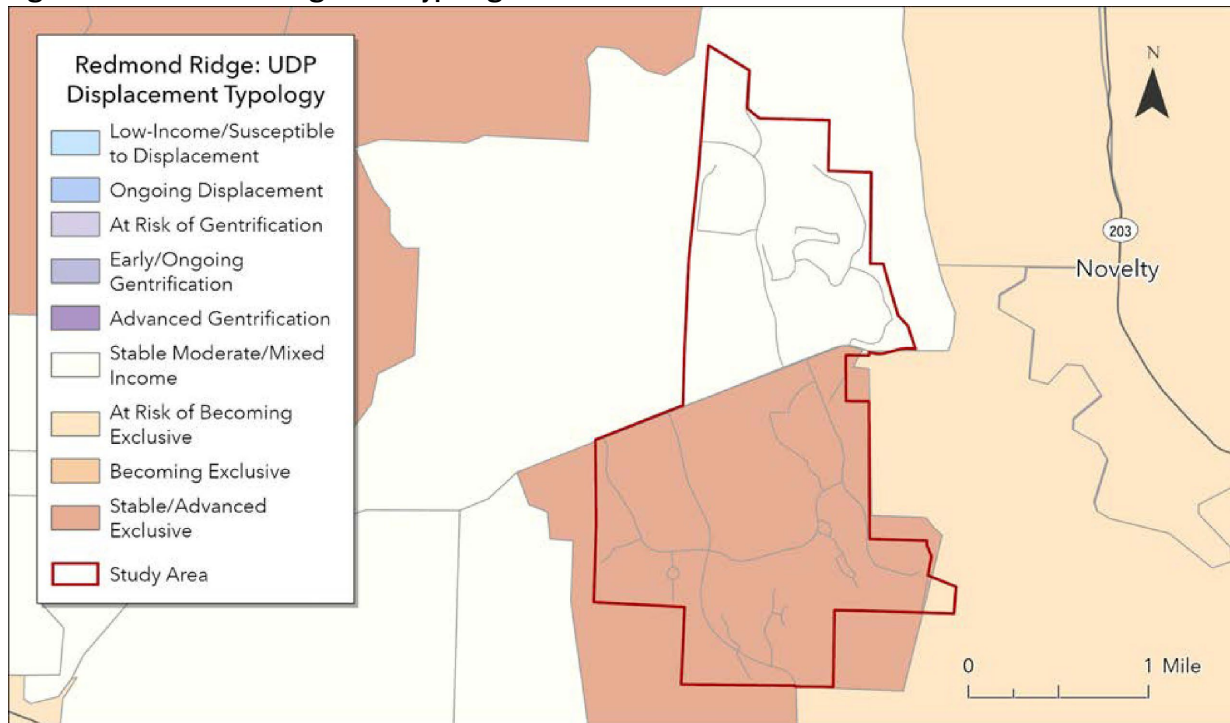 Redmond Ridge: UDP
Displacement Typology
Low-Income/Susceptible
to Displacement
Ongoing Displacement
At Risk of Gentrification
Early/Ongoing
Gentrification
Advanced Gentrification
Stable Moderate/Mixed
Income
At Risk of Becoming
Exclusive
Becoming Exclusive
Stable/Advanced
Exclusive
Study Area
N
203
Novelty
0 1 Mile